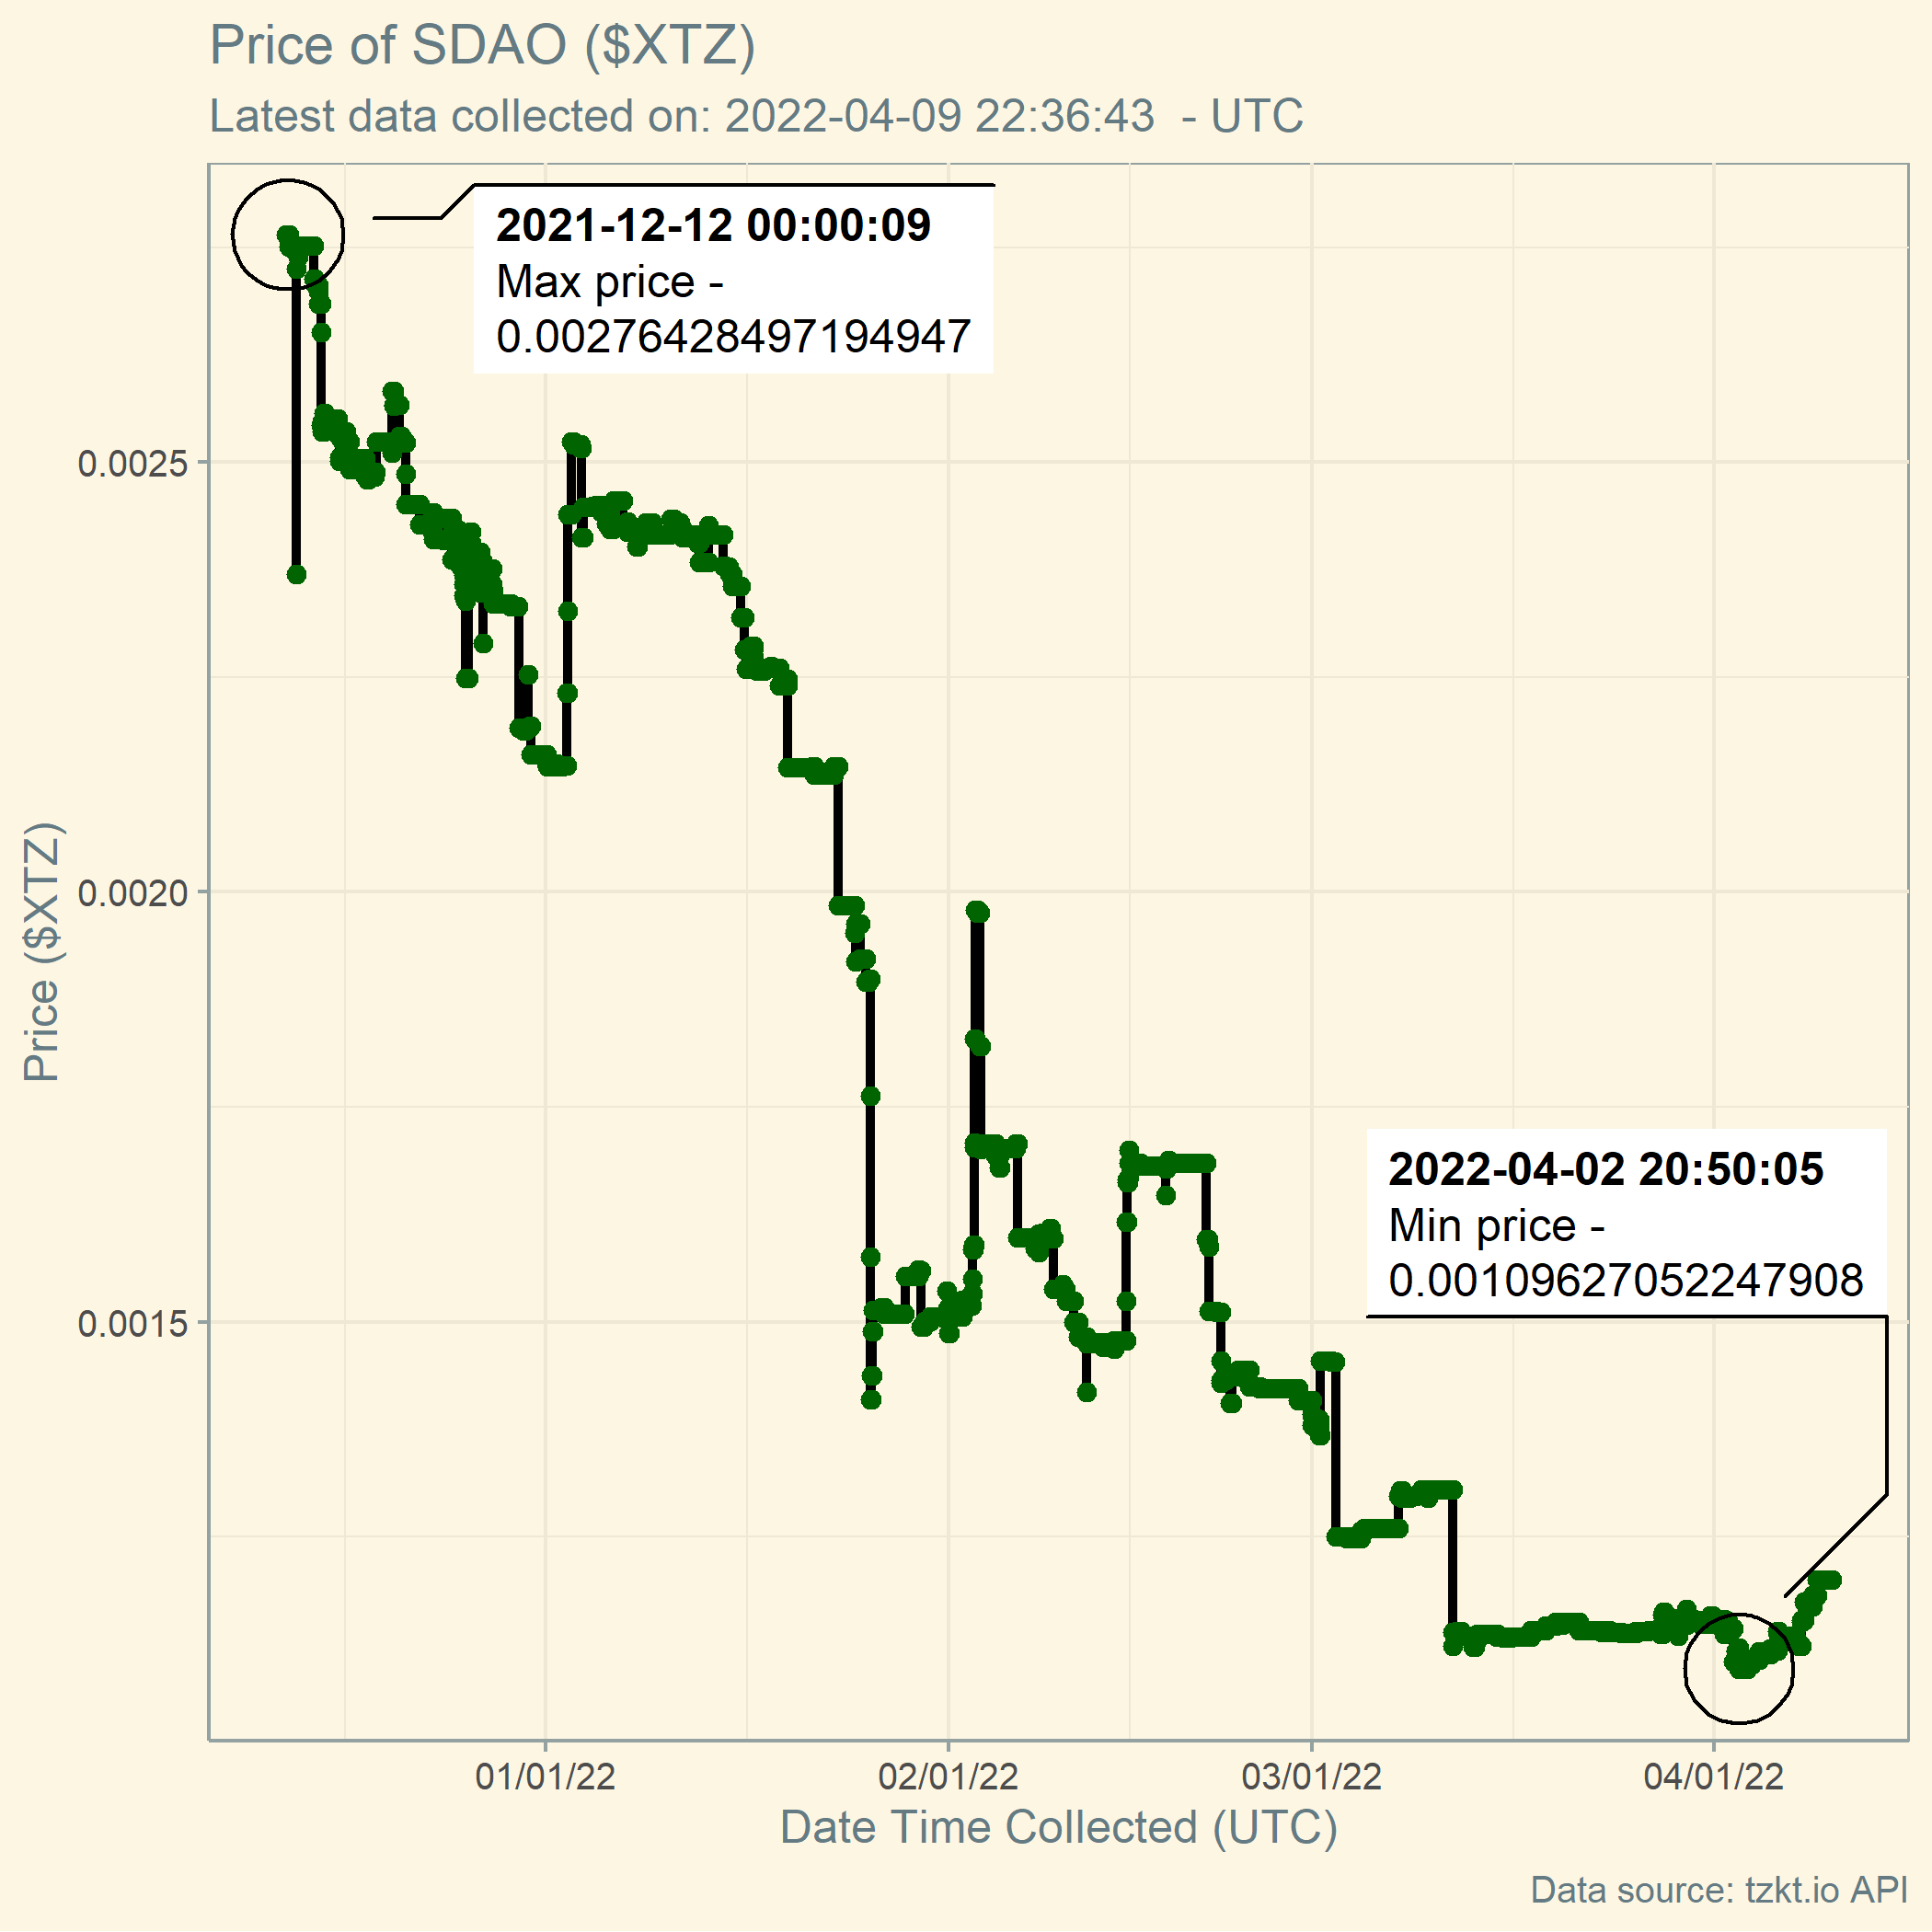 Price of SDAO ($XTZ)
Latest data collected on: 2022-04-09 22:36:43  - UTC
2021-12-12 00:00:09
Max price -
0.00276428497194947
0.0025
0.0020
0.0015
Price ($XTZ)
2022-04-02 20:50:05
Min price -
0.00109627052247908
01/01/22
02/01/22
03/01/22
04/01/22
Date Time Collected (UTC)
Data source: tzkt.io API